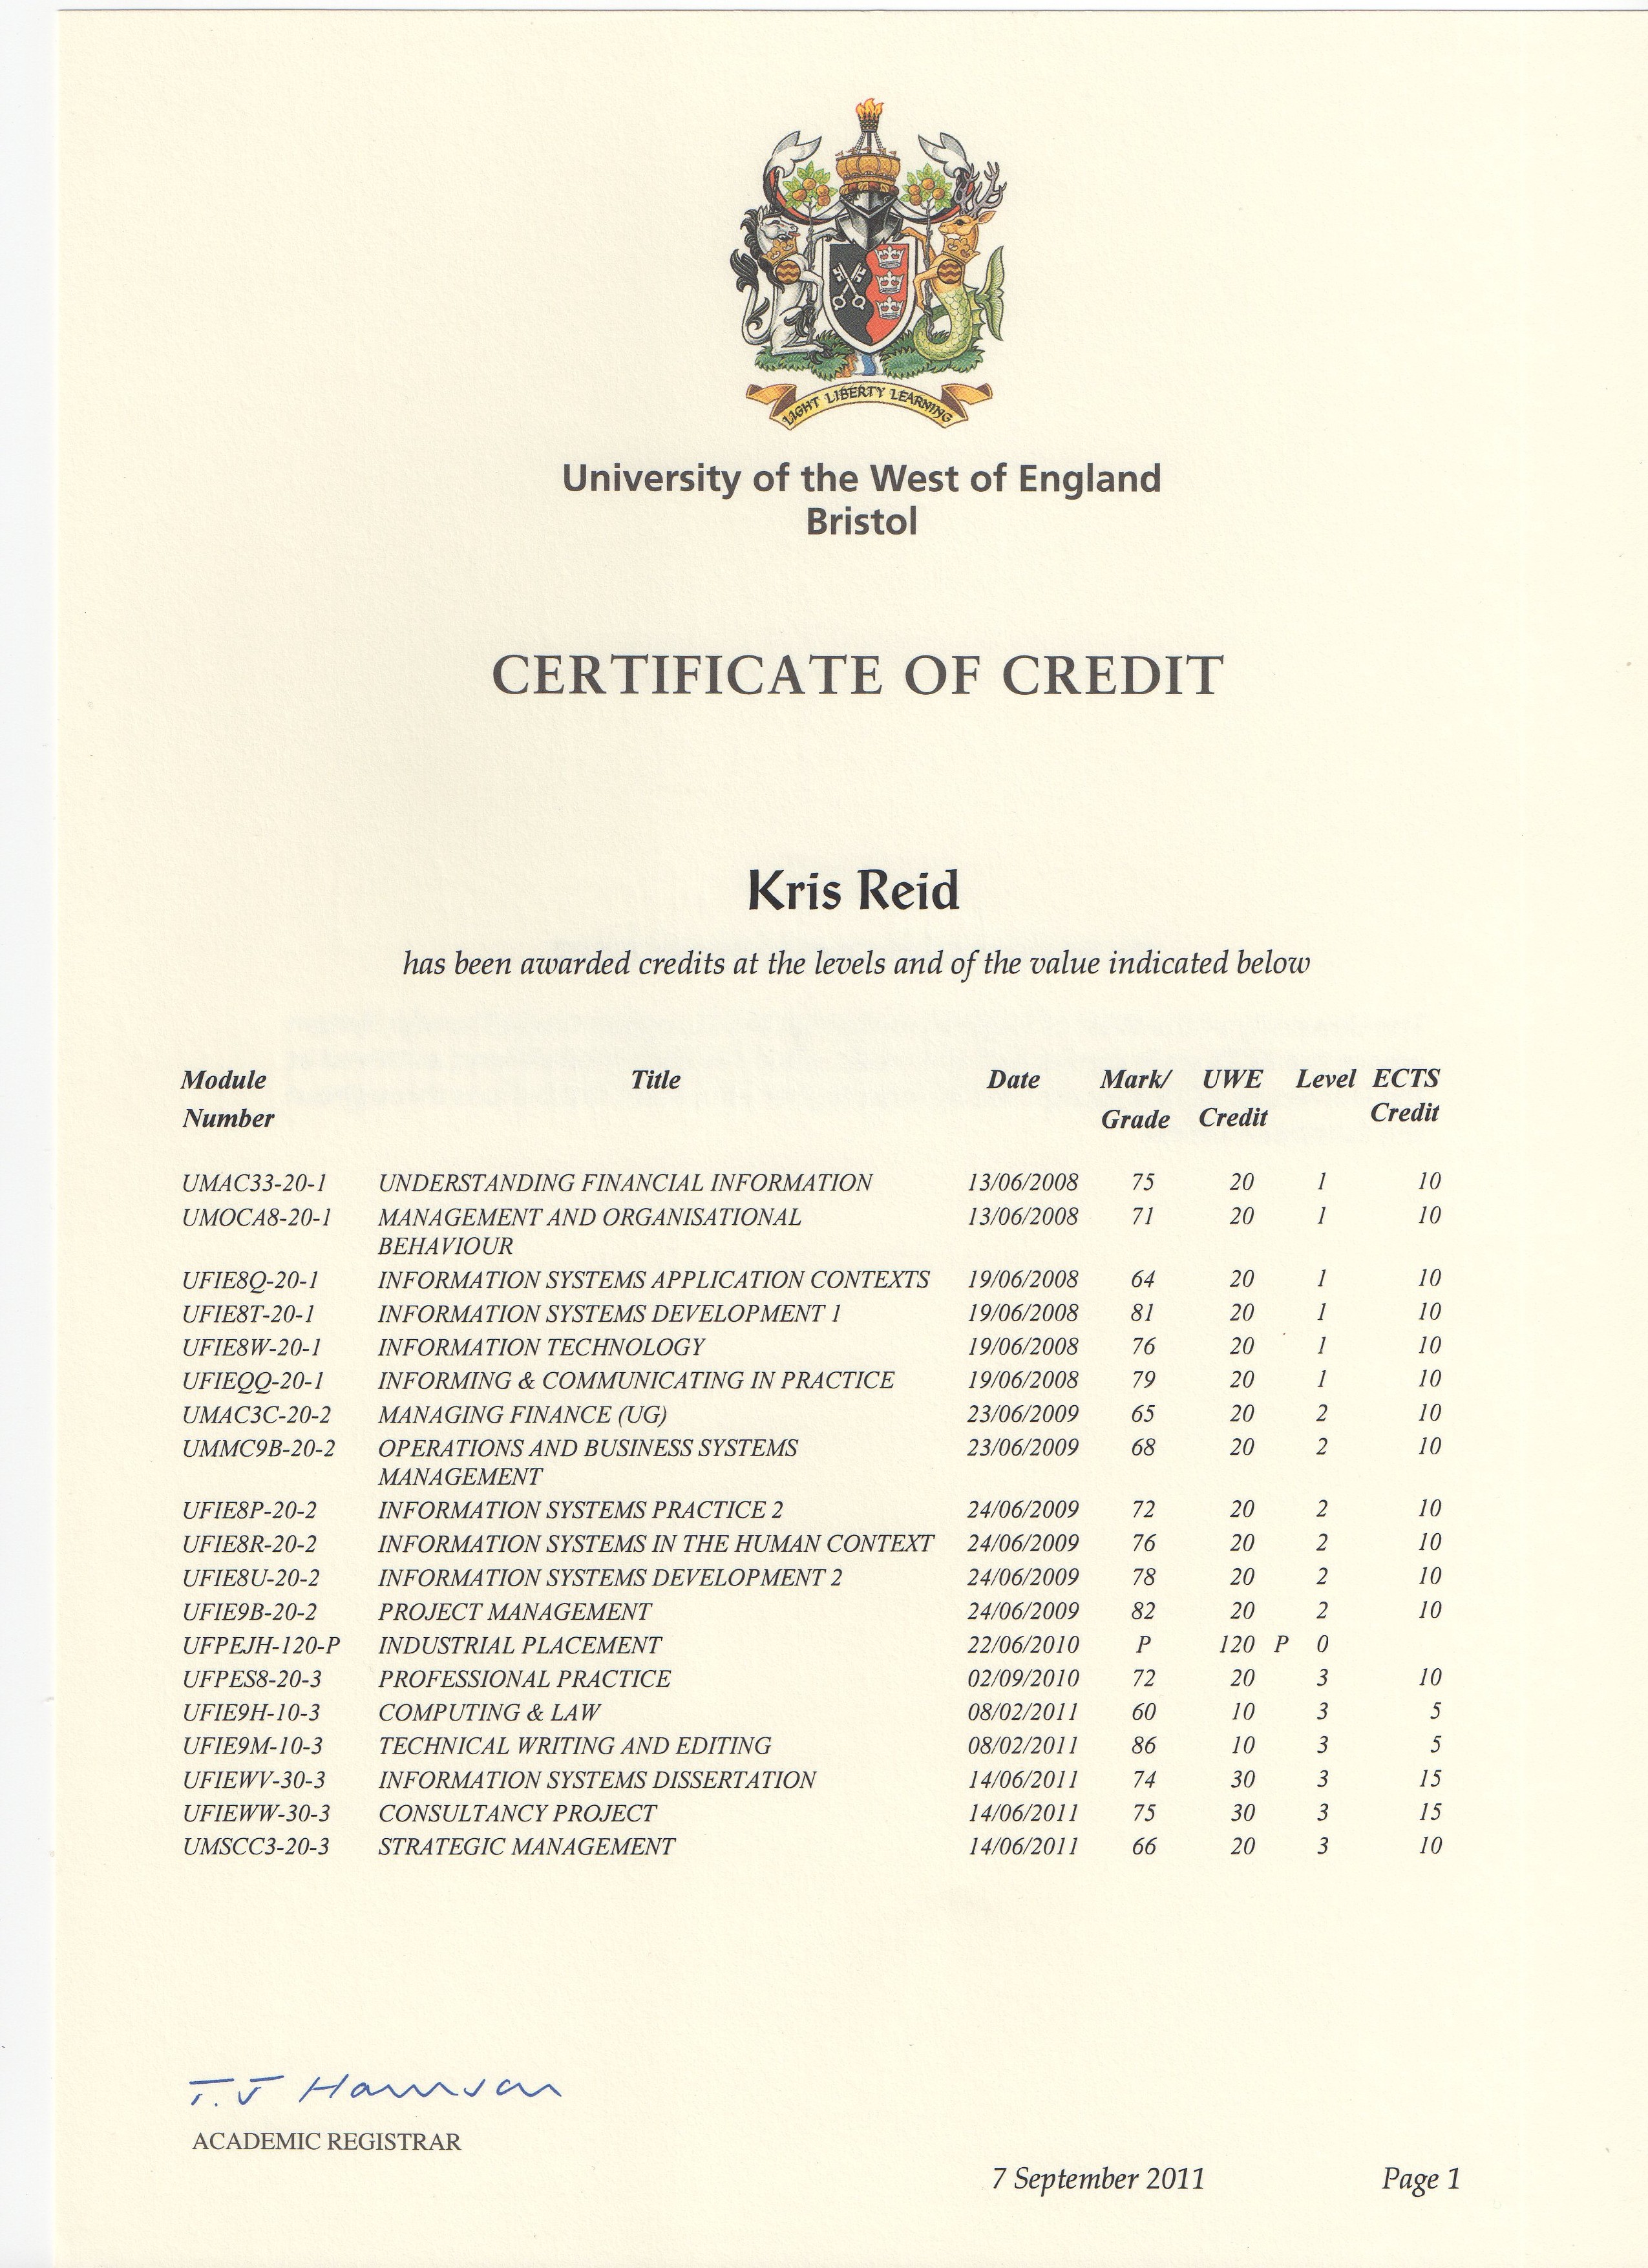 LIGHT LIBERTY LEARNING
University of the West of England
Bristol
CERTIFICATE OF CREDIT
Kris Reid
has been awarded credits at the levels and of the value indicated below
Module Title Date Mark/ UWE Level ECTS
Number Grade Credit Credit
UMAC33-20-1 UNDERSTANDING FINANCIAL INFORMATION 13/06/2008 75 20 1 10
UMOCA8-20-1 MANAGEMENT AND ORGANISATIONAL 13/06/2008 71 20 1 10
BEHAVIOUR
UFIE8Q-20-1 INFORMATION SYSTEMS APPLICATION CONTEXTS 19/06/2008 64 20 1 10
UFIE8T-20-1 INFORMATION SYSTEMS DEVELOPMENT 1 19/06/2008 81 20 1 10
UFIE8W-20-1 INFORMATION TECHNOLOGY 19/06/2008 76 20 1 10
UFIEQQ-20-1 INFORMING & COMMUNICATING IN PRACTICE 19/06/2008 79 20 1 10
UMAC3C-20-2 MANAGING FINANCE (UG) 23/06/2009 65 20 2 10
UMMC9B-20-2 OPERATIONS AND BUSINESS SYSTEMS 23/06/2009 68 20 2 10
MANAGEMENT
UFIE8P-20-2 INFORMATION SYSTEMS PRACTICE 2 24/06/2009 72 20 2 10
UFIE8R-20-2 INFORMATION SYSTEMS IN THE HUMAN CONTEXT 24/06/2009 76 20 2 10
UFIE8U-20-2 INFORMATION SYSTEMS DEVELOPMENT 2 24/06/2009 78 20 2 10
UFIE9B-20-2 PROJECT MANAGEMENT 24/06/2009 82 20 2 10
UFPEJH-120-P INDUSTRIAL PLACEMENT 22/06/2010 P 120 P 0
UFPES8-20-3 PROFESSIONAL PRACTICE 02/09/2010 72 20 3 10
UFIE9H-10-3 COMPUTING & LAW 08/02/2011 60 10 3 5
UFIE9M-10-3 TECHNICAL WRITING AND EDITING 08/02/2011 86 10 3 5
UFIEWV-30-3 INFORMATION SYSTEMS DISSERTATION 14/06/2011 74 30 3 15
UFIEWW-30-3 CONSULTANCY PROJECT 14/06/2011 75 30 3 15
UMSCC3-20-3 STRATEGIC MANAGEMENT 14/06/2011 66 20 3 10
T.J
ACADEMIC REGISTRAR
7 September 2011 Page 1